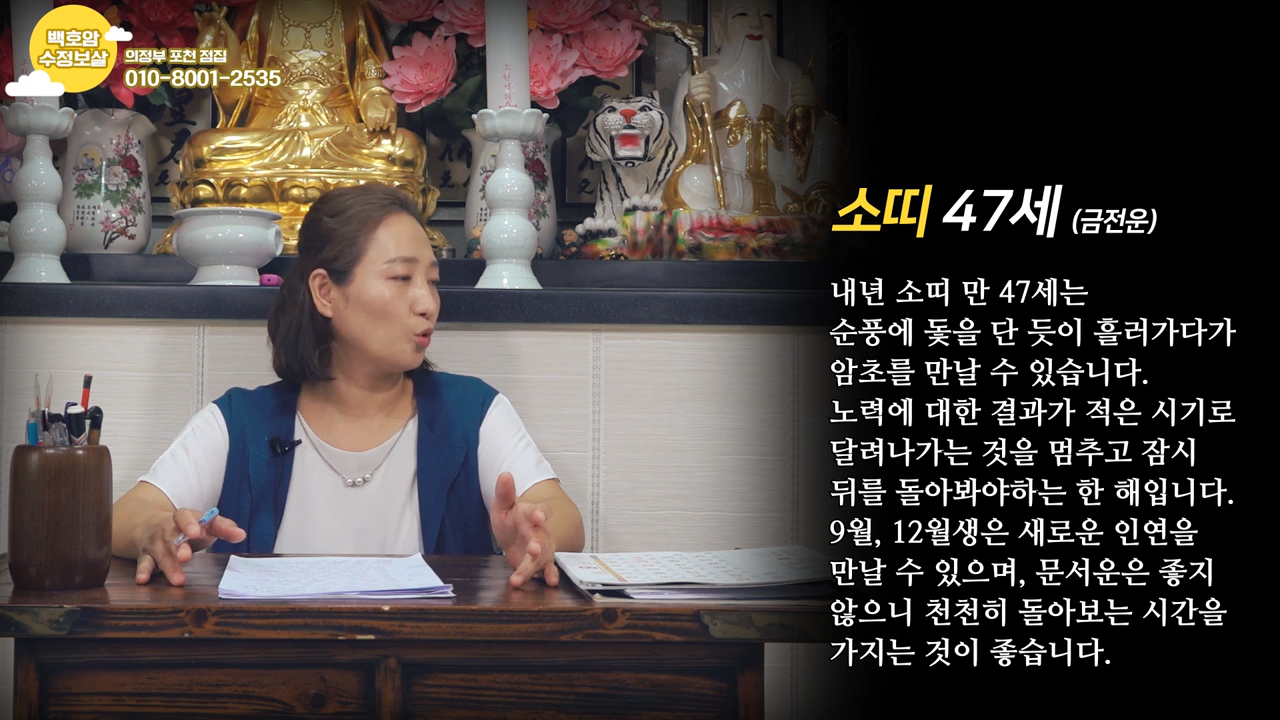 백호암
수정보살
의정부 포천 점집
010-8001-2535
소띠 47세 (금전운)
내년 소띠 만 47세는
순풍에 돛을 단 듯이 흘러가다가
암초를 만날 수 있습니다.
노력에 대한 결과가 적은 시기로
달려나가는 것을 멈추고 잠시
뒤를 돌아봐야하는 한 해입니다.
9월, 12월생은 새로운 인연을
만날 수 있으며, 문서운은 좋지
않으니 천천히 돌아보는 시간을
가지는 것이 좋습니다.